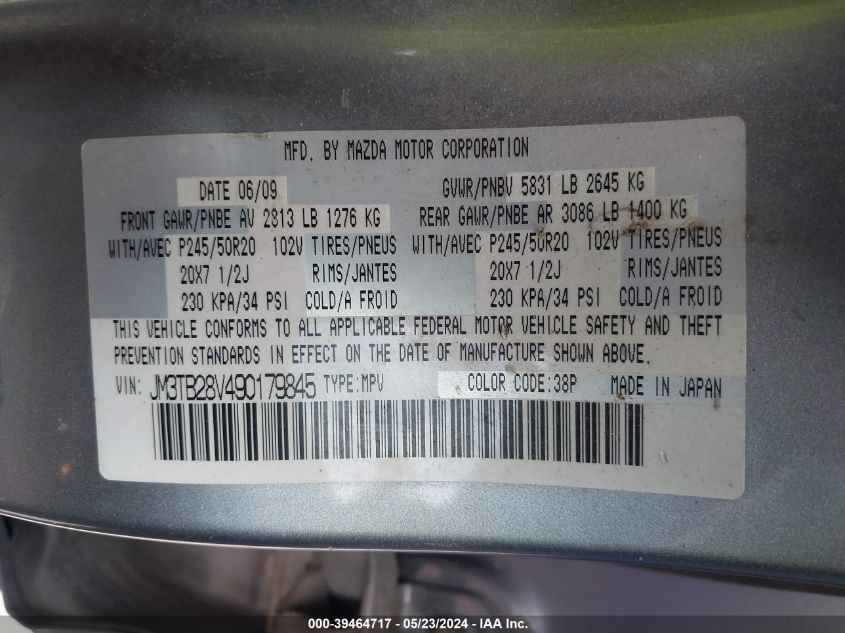 MFD. BY MAZDA MOTOR CORPORATION
DATE 06/09 GVWR/PNBV 5831 LB 2645 KG
FRONT GAWR/PNBE AV 2813 LB 1276 KG REAR GAWR/PNBE AR 3086 LB 1400 KG
WITH/AVEC P245/50R20 102V TIRES/PNEUS WITH/AVEC P245/50R20 102V TIRES/PNEUS
20X7 1/2J RIMS/JANTES 20X7 1/2J RIMS/JANTES
230 KPA/34 PSI COLD/A FROID 230 KPA/34 PSI COLD/A FROID
THIS VEHICLE CONFORMS TO ALL APPLICABLE FEDERAL MOTOR VEHICLE SAFETY AND THEFT
PREVENTION STANDARDS IN EFFECT ON THE DATE OF MANUFACTURE SHOWN ABOVE.
VIN: JM3TB28V490179845 TYPE:MPV COLOR CODE:38P MADE IN JAPAN
000-39464717 - 05/23/2024 - IAA Inc.